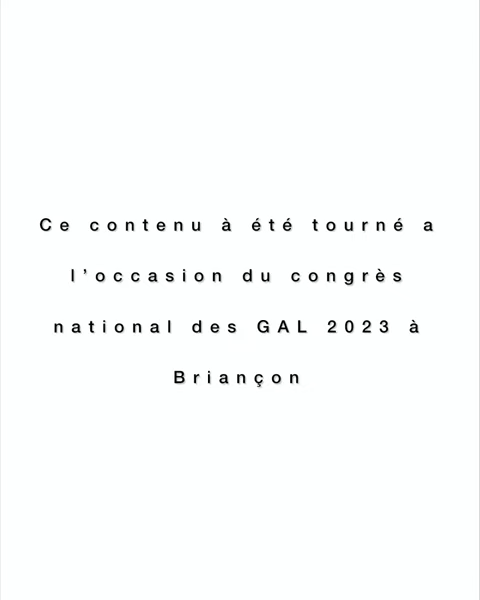 Ce contenu à été tourné a
l'occasion du congrès
national des GAL 2023 à
Briançon